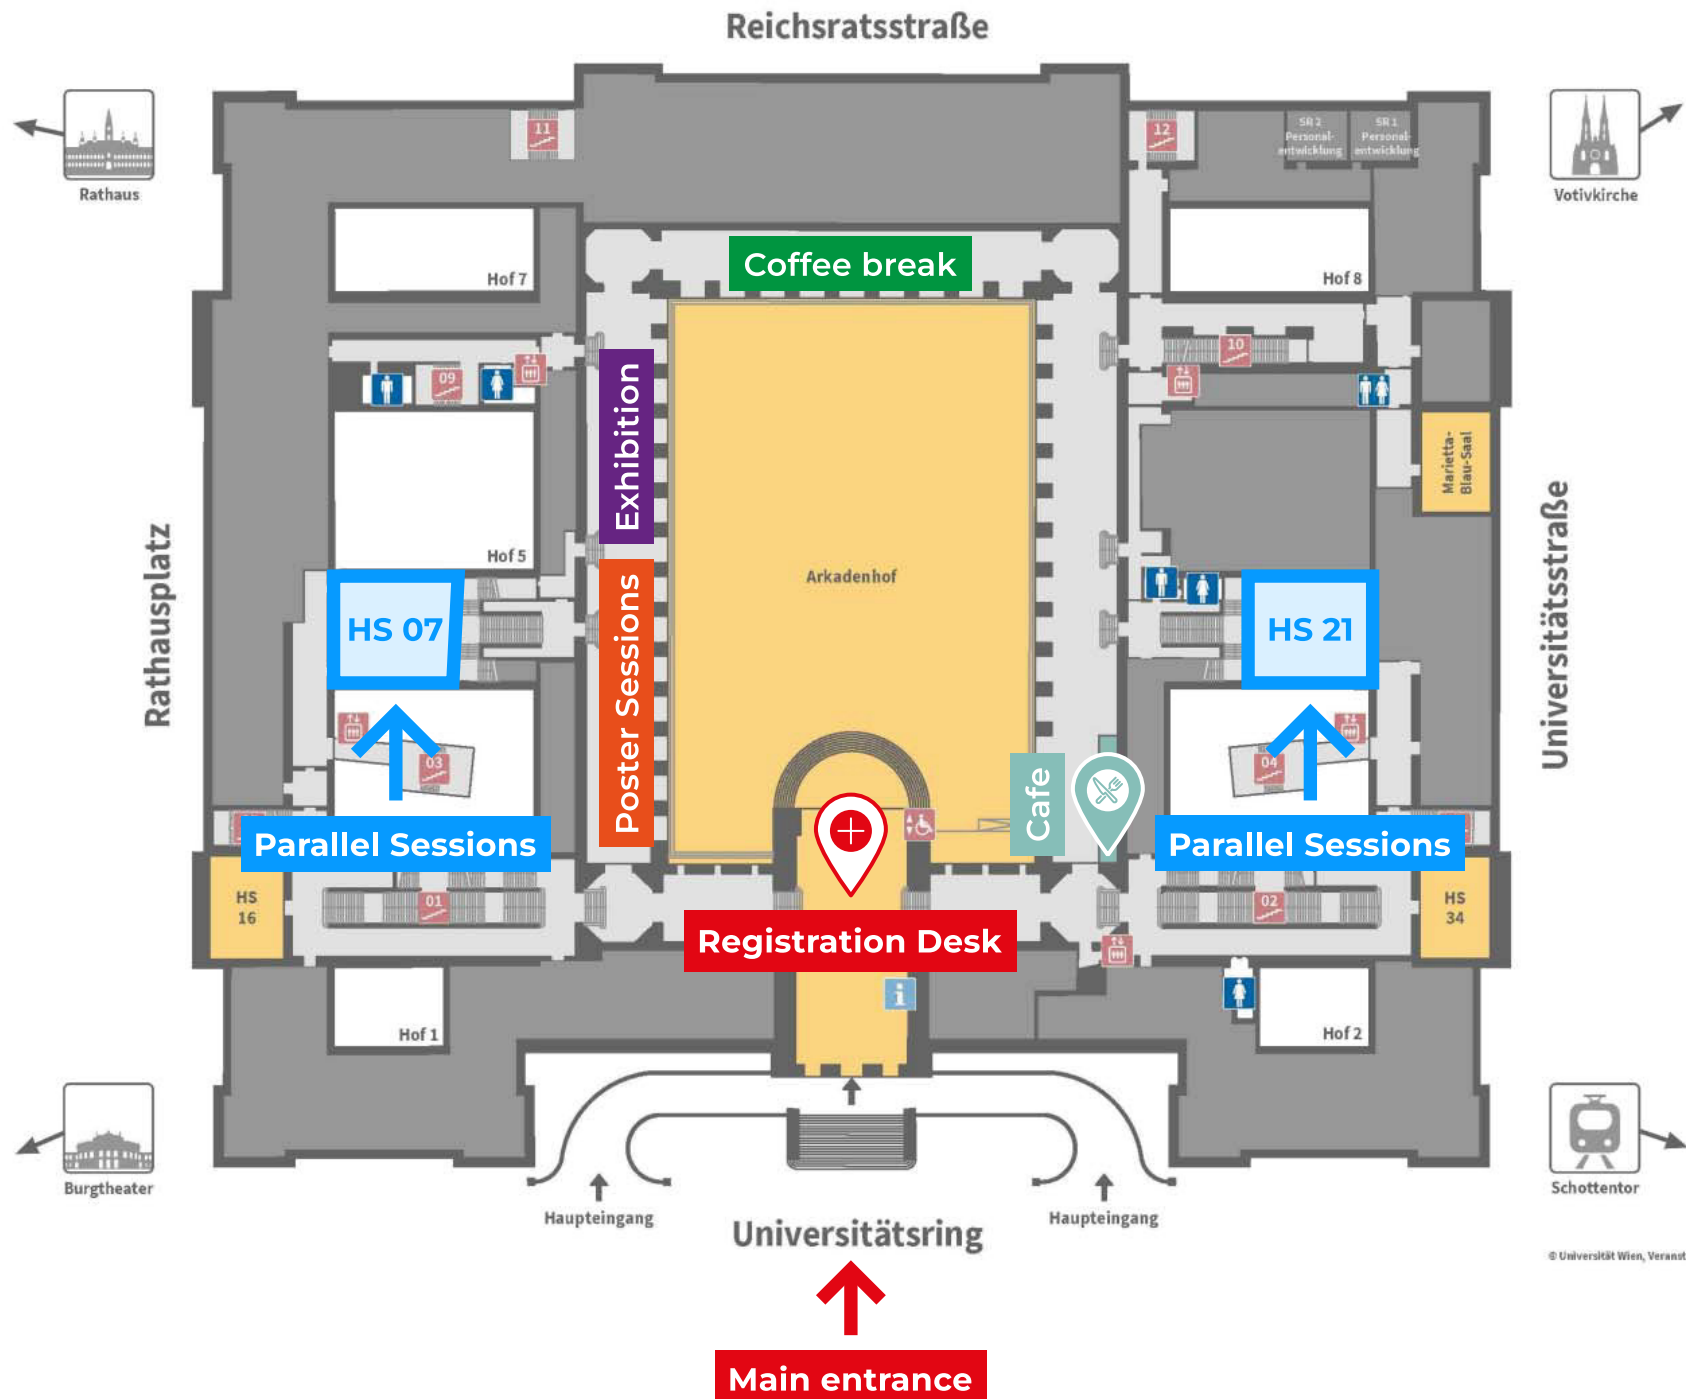 Reichsratsstraße
Rathaus
11
12
SR 2
Personal-
entwicklung
SR 1
Personal-
entwicklung
Votivkirche
Hof 7
Coffee break
Hof 8
09
10
Exhibition
Marietta-
Blau-Saal
Hof 5
Arkadenhof
Rathausplatz
Universitätsstraße
HS 07
HS 21
Poster Sessions
03
04
Cafe
Parallel Sessions
Parallel Sessions
HS
16
01
02
HS
34
Registration Desk
i
Hof 1
Hof 2
Burgtheater
Schottentor
Haupteingang
Haupteingang
Universitätsring
© Universität Wien, Veranst
Main entrance